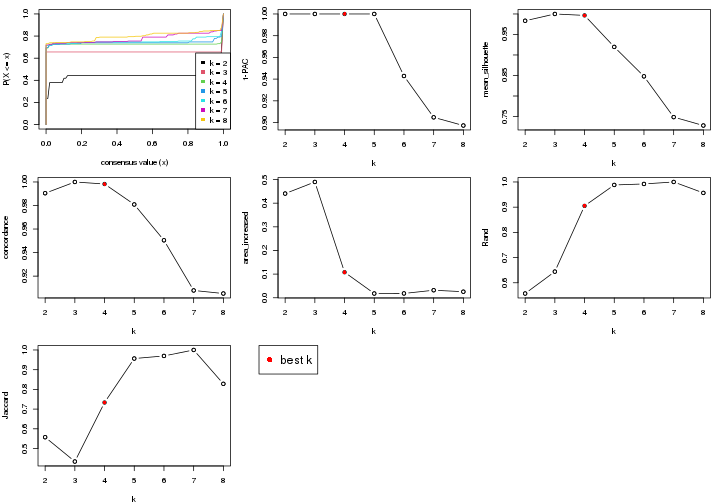 P(X <= x)
0.0 0.2 0.4 0.6 0.8 1.0
0.0 0.2 0.4 0.6 0.8 1.0
consensus value (x)
k = 2
k = 3
k = 4
k = 5
k = 6
k = 7
k = 8
1-PAC
0.90 0.92 0.94 0.96 0.98 1.00
2 3 4 5 6 7 8
k
mean_silhouette
0.75 0.85 0.95
2 3 4 5 6 7 8
k
concordance
0.92 0.94 0.96 0.98 1.00
2 3 4 5 6 7 8
k
area_increased
0.0 0.1 0.2 0.3 0.4 0.5
2 3 4 5 6 7 8
k
Rand
0.6 0.7 0.8 0.9 1.0
2 3 4 5 6 7 8
k
Jaccard
0.5 0.6 0.7 0.8 0.9 1.0
2 3 4 5 6 7 8
k
best k